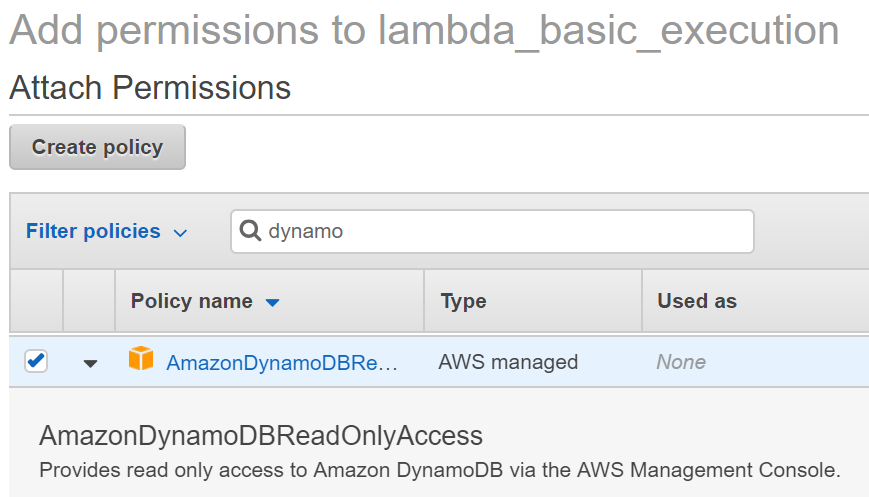 Add permissions to lambda_basic_execution
Attach Permissions
Create policy
Filter policies
dynamo
Policy name Type Used as
AmazonDynamoDBRe... AWS managed None
AmazonDynamoDBReadOnlyAccess
Provides read only access to Amazon DynamoDB via the AWS Management Console.